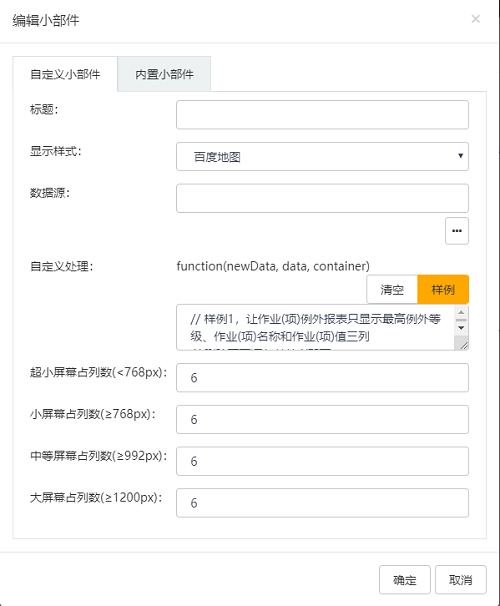 编辑小部件
×
自定义小部件 内置小部件
标题:
显示样式: 百度地图
数据源:
...
自定义处理: function(newData, data, container)
清空 样例
// 样例1，让作业(项)例外报表只显示最高例外等
级、作业(项)名称和作业(项)值三列
超小屏幕占列数(<768px): 6
小屏幕占列数(≥768px): 6
中等屏幕占列数(≥992px): 6
大屏幕占列数(≥1200px): 6
确定 取消